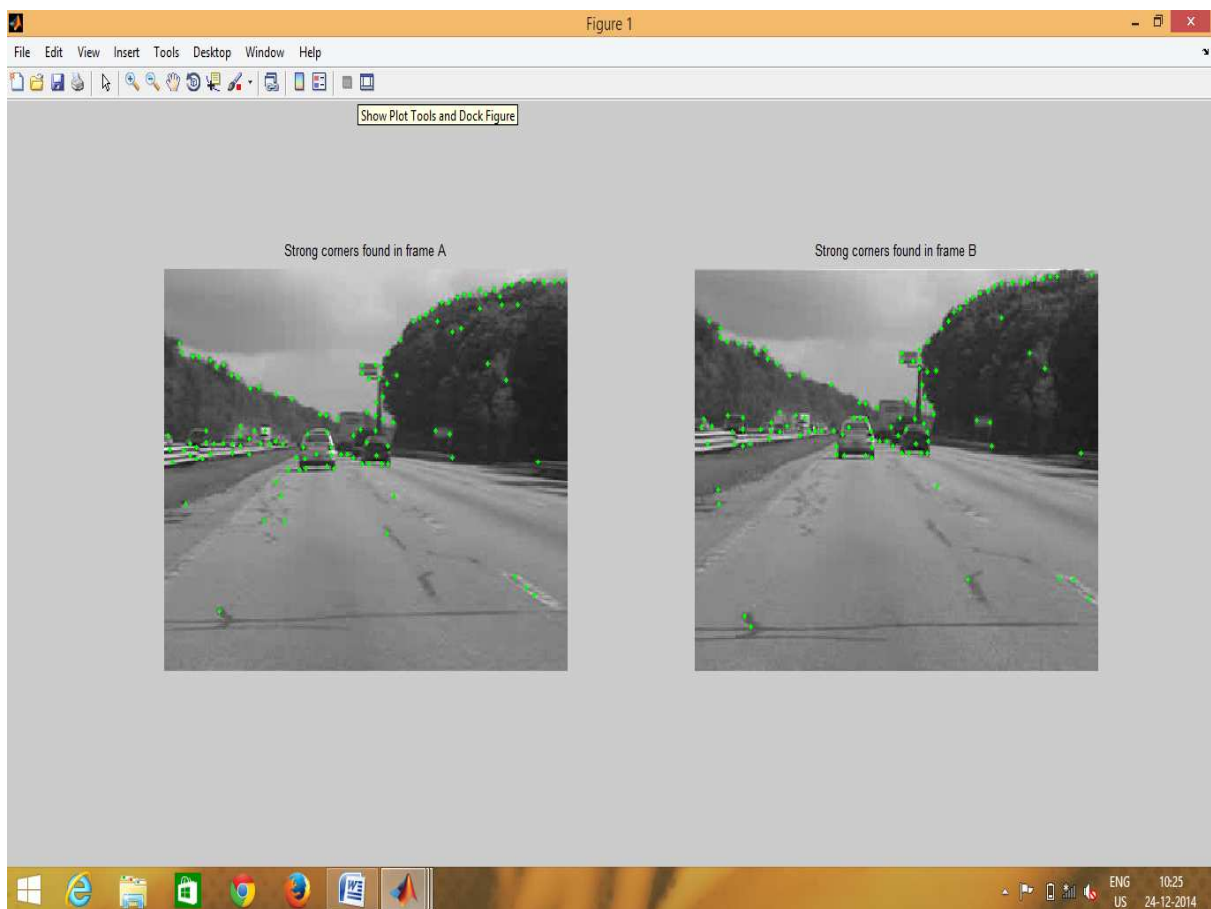 Figure 1
File Edit View Insert Tools Desktop Window Help
Show Plot Tools and Dock Figure
Strong corners found in frame A
Strong corners found in frame B
ENG 10:25
US 24-12-2014